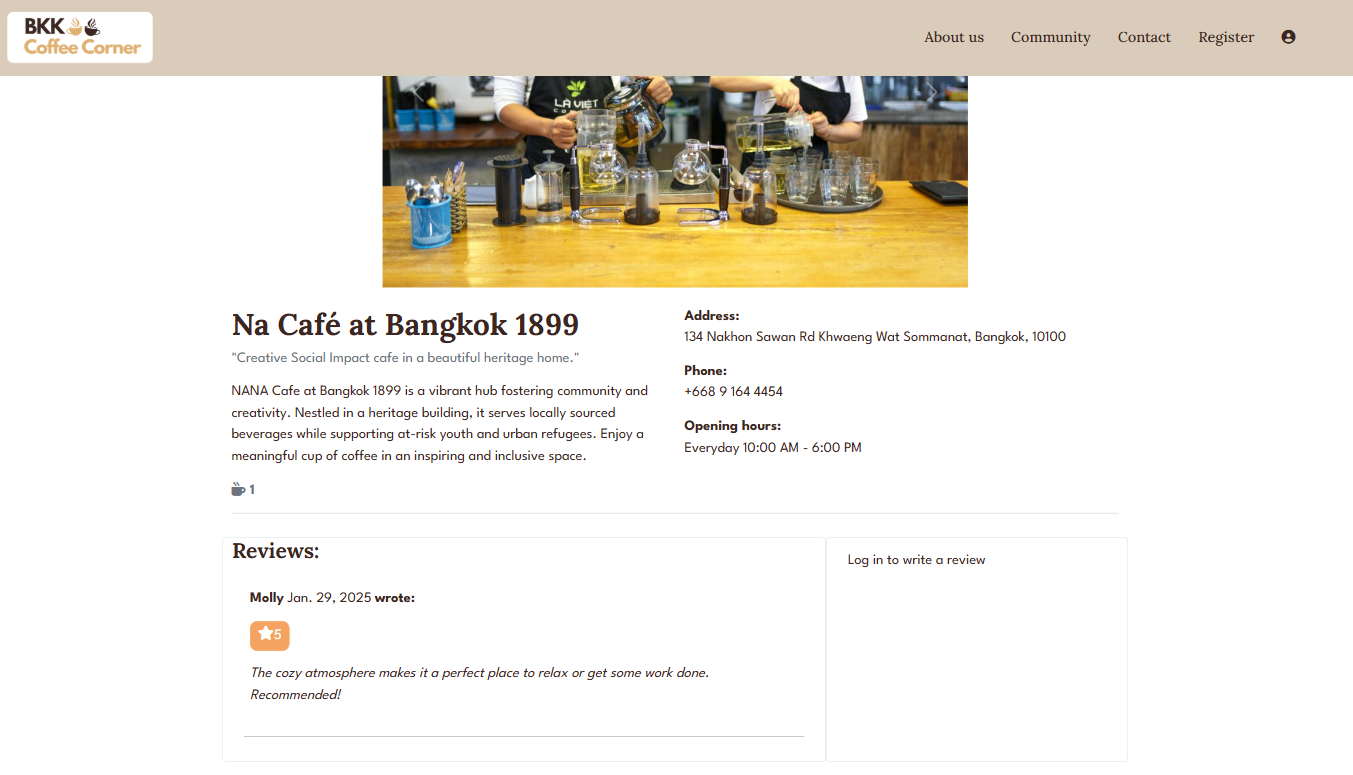 BKK
Coffee Corner
About us
Community
Contact
Register
LÀ VIỆT
Na Café at Bangkok 1899
"Creative Social Impact cafe in a beautiful heritage home."
NANA Cafe at Bangkok 1899 is a vibrant hub fostering community and
creativity. Nestled in a heritage building, it serves locally sourced
beverages while supporting at-risk youth and urban refugees. Enjoy a
meaningful cup of coffee in an inspiring and inclusive space.
1
Address:
134 Nakhon Sawan Rd Khwaeng Wat Sommanat, Bangkok, 10100
Phone:
+668 9 164 4454
Opening hours:
Everyday 10:00 AM - 6:00 PM
Reviews:
Molly Jan. 29, 2025 wrote:
5
The cozy atmosphere makes it a perfect place to relax or get some work done.
Recommended!
Log in to write a review